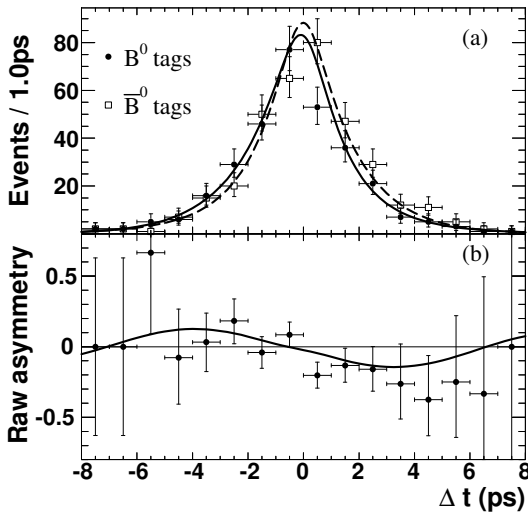 (a)
B⁰ tags
B̅⁰ tags
Events / 1.0ps
80
60
40
20
(b)
Raw asymmetry
0.5
0
-0.5
-8 -6 -4 -2 0 2 4 6 8
Δ t (ps)